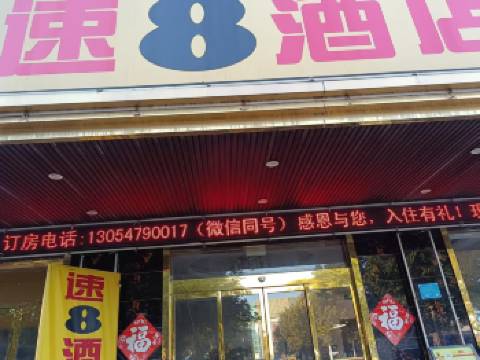 速8酒店
订房电话:13054790017（微信同号）感恩与您，入住有礼！现
速
8
酒
福
福